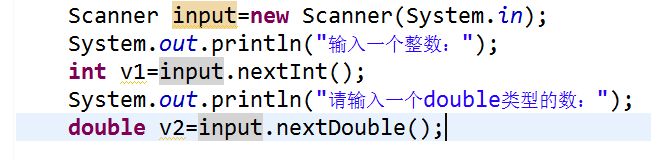 Scanner input=new Scanner(System.in);
System.out.println("输入一个整数：");
int v1=input.nextInt();
System.out.println("请输入一个double类型的数：");
double v2=input.nextDouble();